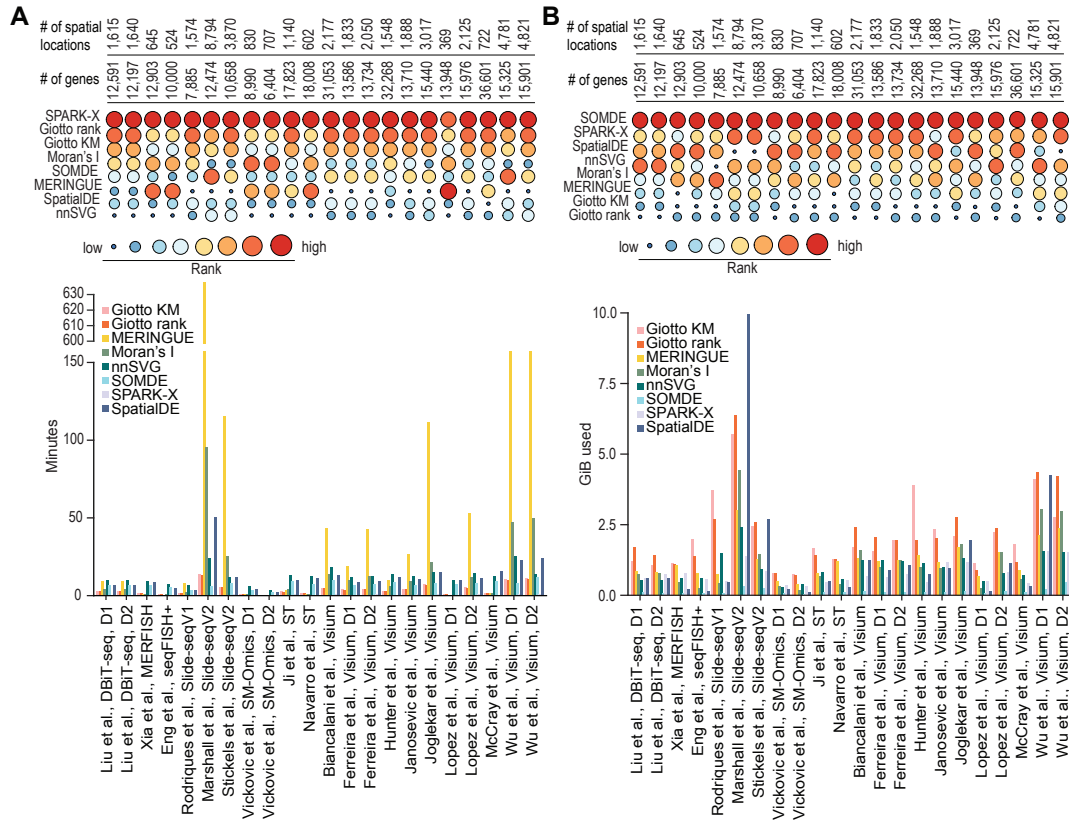 A
# of spatial locations
1,615 1,640 645 524 1,574 8,794 3,870 830 707 1,140 602 2,177 1,833 2,050 1,548 1,888 3,017 369 2,125 722 4,781 4,821
# of genes
12,591 12,197 12,903 10,000 7,885 12,474 10,658 8,990 6,404 17,823 18,008 31,053 13,586 13,734 32,268 13,710 15,440 13,948 15,976 36,601 15,325 15,901
SPARK-X
Giotto rank
Giotto KM
Moran's I
SOMDE
MERINGUE
SpatialDE
nnSVG
low
high
Rank
630
620
610
600
150
100
50
0
Minutes
Giotto KM
Giotto rank
MERINGUE
Moran's I
nnSVG
SOMDE
SPARK-X
SpatialDE
Liu et al., DBiT-seq, D1
Liu et al., DBiT-seq, D2
Xia et al., MERFISH
Eng et al., seqFISH+
Rodriques et al., Slide-seqV1
Marshall et al., Slide-seqV2
Stickels et al., Slide-seqV2
Vickovic et al., SM-Omics, D1
Vickovic et al., SM-Omics, D2
Ji et al., ST
Navarro et al., ST
Biancalani et al., Visium
Ferreira et al., Visium, D1
Ferreira et al., Visium, D2
Hunter et al., Visium
Janosevic et al., Visium
Joglekar et al., Visium
Lopez et al., Visium, D1
Lopez et al., Visium, D2
McCray et al., Visium
Wu et al., Visium, D1
Wu et al., Visium, D2
B
# of spatial locations
1,615 1,640 645 524 1,574 8,794 3,870 830 707 1,140 602 2,177 1,833 2,050 1,548 1,888 3,017 369 2,125 722 4,781 4,821
# of genes
12,591 12,197 12,903 10,000 7,885 12,474 10,658 8,990 6,404 17,823 18,008 31,053 13,586 13,734 32,268 13,710 15,440 13,948 15,976 36,601 15,325 15,901
SOMDE
SPARK-X
SpatialDE
nnSVG
Moran's I
MERINGUE
Giotto KM
Giotto rank
low
high
Rank
10.0
7.5
5.0
2.5
0.0
GiB used
Giotto KM
Giotto rank
MERINGUE
Moran's I
nnSVG
SOMDE
SPARK-X
SpatialDE
Liu et al., DBiT-seq, D1
Liu et al., DBiT-seq, D2
Xia et al., MERFISH
Eng et al., seqFISH+
Rodriques et al., Slide-seqV1
Marshall et al., Slide-seqV2
Stickels et al., Slide-seqV2
Vickovic et al., SM-Omics, D1
Vickovic et al., SM-Omics, D2
Ji et al., ST
Navarro et al., ST
Biancalani et al., Visium
Ferreira et al., Visium, D1
Ferreira et al., Visium, D2
Hunter et al., Visium
Janosevic et al., Visium
Joglekar et al., Visium
Lopez et al., Visium, D1
Lopez et al., Visium, D2
McCray et al., Visium
Wu et al., Visium, D1
Wu et al., Visium, D2